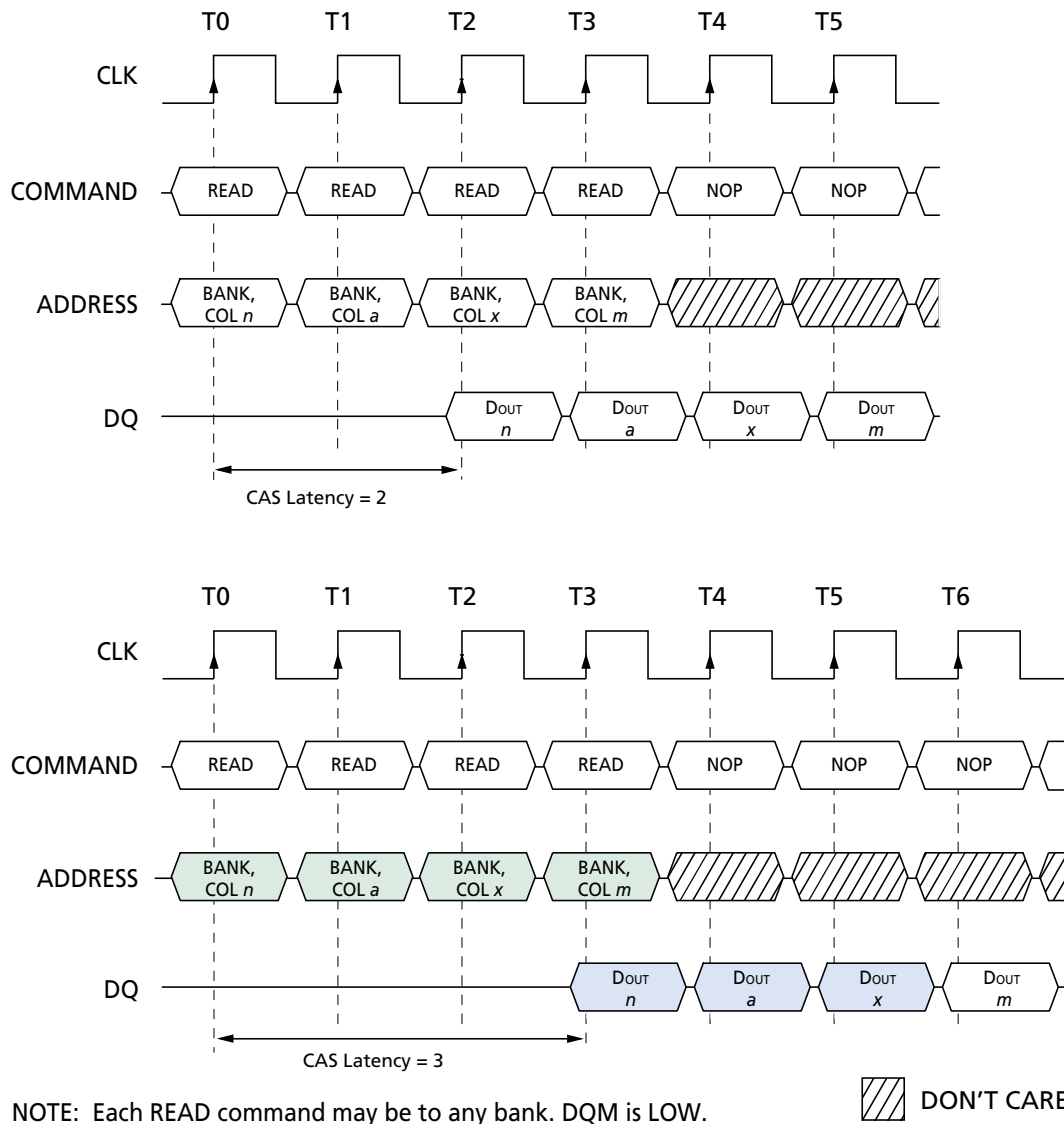 T0 T1 T2 T3 T4 T5
CLK
COMMAND READ READ READ READ NOP NOP
ADDRESS BANK, COL n BANK, COL a BANK, COL x BANK, COL m
DQ DOUT n DOUT a DOUT x DOUT m
CAS Latency = 2
T0 T1 T2 T3 T4 T5 T6
CLK
COMMAND READ READ READ READ NOP NOP NOP
ADDRESS BANK, COL n BANK, COL a BANK, COL x BANK, COL m
DQ DOUT n DOUT a DOUT x DOUT m
CAS Latency = 3
NOTE: Each READ command may be to any bank. DQM is LOW.
DON'T CARE